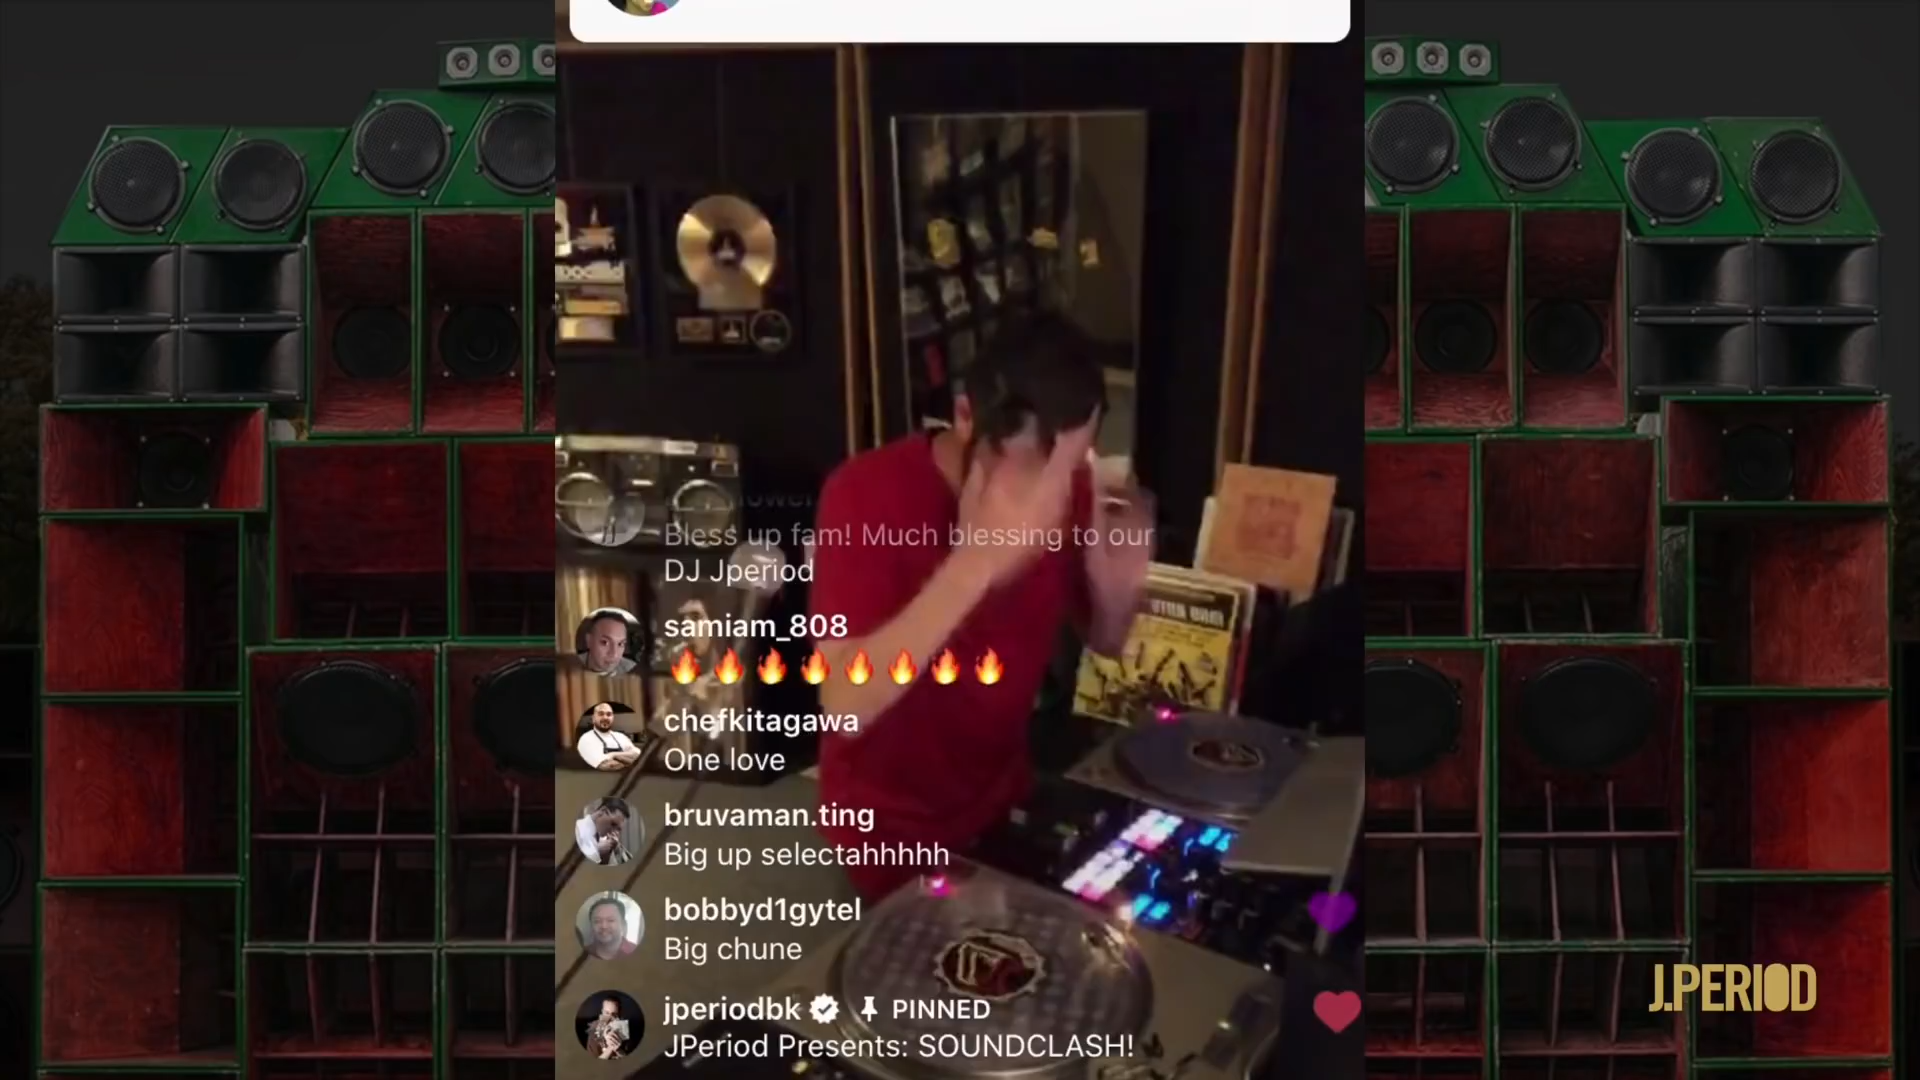 Bless up fam! Much blessing to our
DJ Jperiod
samiam_808
🔥🔥🔥🔥🔥🔥🔥🔥
chefkitagawa
One love
bruvaman.ting
Big up selectahhhhh
bobbyd1gytel
Big chune
jperiodbk PINNED
JPeriod Presents: SOUNDCLASH!
J.PERIOD